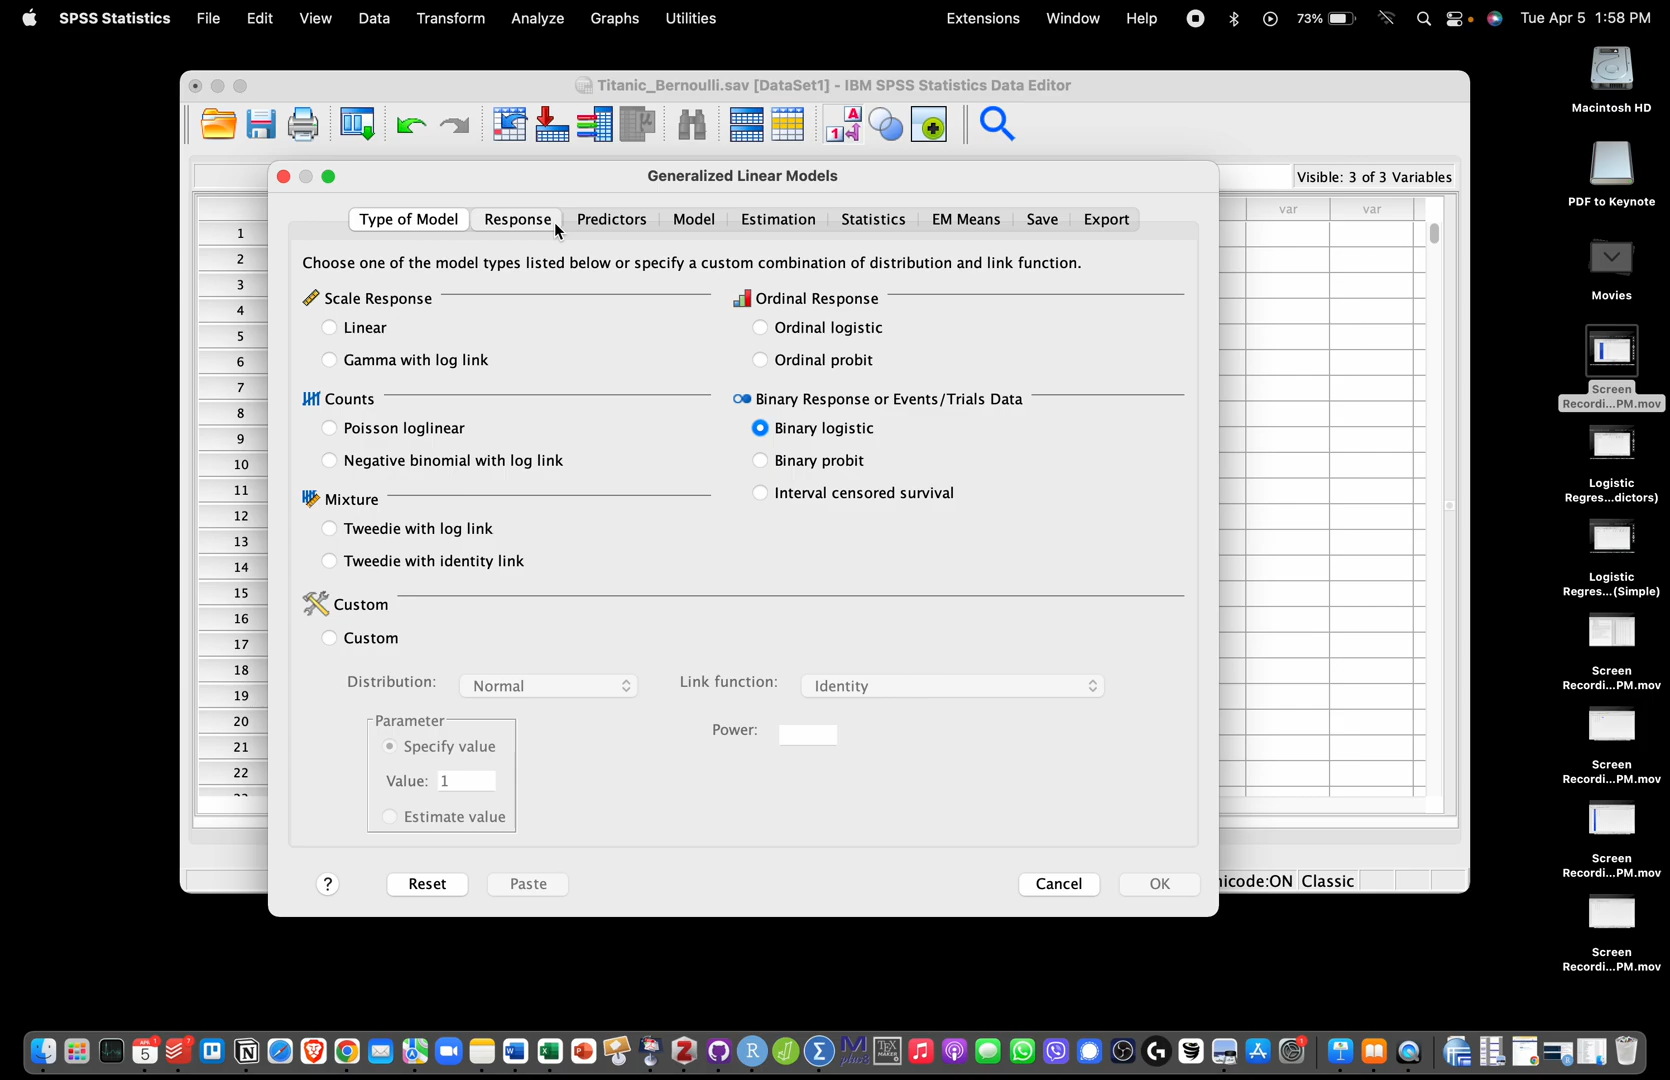 SPSS Statistics File Edit View Data Transform Analyze Graphs Utilities Extensions Window Help 73% Tue Apr 5 1:58 PM
Titanic_Bernoulli.sav [DataSet1] - IBM SPSS Statistics Data Editor
Generalized Linear Models
Visible: 3 of 3 Variables
Type of Model Response Predictors Model Estimation Statistics EM Means Save Export
var var
Choose one of the model types listed below or specify a custom combination of distribution and link function.
Scale Response
Linear
Gamma with log link
Ordinal Response
Ordinal logistic
Ordinal probit
Counts
Poisson loglinear
Negative binomial with log link
Binary Response or Events/Trials Data
Binary logistic
Binary probit
Interval censored survival
Mixture
Tweedie with log link
Tweedie with identity link
Custom
Custom
Distribution: Normal Link function: Identity
Parameter
Specify value
Value: 1
Estimate value
Power:
? Reset Paste Cancel OK
1
2
3
4
5
6
7
8
9
10
11
12
13
14
15
16
17
18
19
20
21
22
icode:ON Classic
Macintosh HD
PDF to Keynote
Movies
Screen
Recordi...PM.mov
Logistic
Regres...dictors)
Logistic
Regres...(Simple)
Screen
Recordi...PM.mov
Screen
Recordi...PM.mov
Screen
Recordi...PM.mov
Screen
Recordi...PM.mov